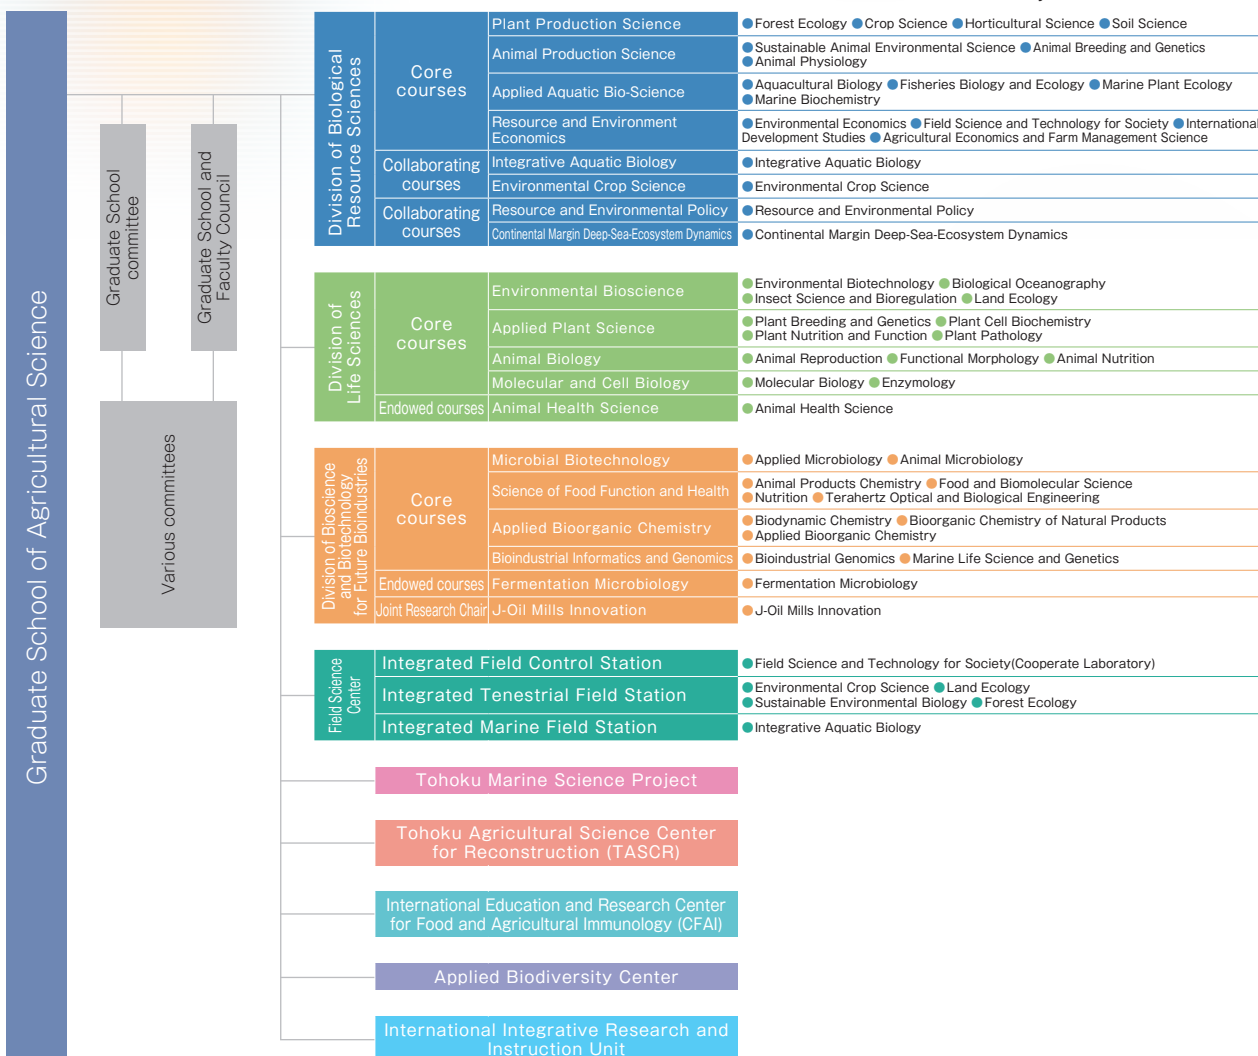 Graduate School of Agricultural Science
Graduate School
committee
Graduate School and
Faculty Council
Various committees
Division of Biological
Resource Sciences
Core
courses
Plant Production Science
Forest Ecology Crop Science Horticultural Science Soil Science
Animal Production Science
Sustainable Animal Environmental Science Animal Breeding and Genetics
Animal Physiology
Applied Aquatic Bio-Science
Aquacultural Biology Fisheries Biology and Ecology Marine Plant Ecology
Marine Biochemistry
Resource and Environment
Economics
Environmental Economics Field Science and Technology for Society International
Development Studies Agricultural Economics and Farm Management Science
Collaborating
courses
Integrative Aquatic Biology
Integrative Aquatic Biology
Environmental Crop Science
Environmental Crop Science
Collaborating
courses
Resource and Environmental Policy
Resource and Environmental Policy
Continental Margin Deep-Sea-Ecosystem Dynamics
Continental Margin Deep-Sea-Ecosystem Dynamics
Division of
Life Sciences
Core
courses
Environmental Bioscience
Environmental Biotechnology Biological Oceanography
Insect Science and Bioregulation Land Ecology
Applied Plant Science
Plant Breeding and Genetics Plant Cell Biochemistry
Plant Nutrition and Function Plant Pathology
Animal Biology
Animal Reproduction Functional Morphology Animal Nutrition
Molecular and Cell Biology
Molecular Biology Enzymology
Endowed courses
Animal Health Science
Animal Health Science
Division of Bioscience
and Biotechnology
for Future Bioindustries
Core
courses
Microbial Biotechnology
Applied Microbiology Animal Microbiology
Science of Food Function and Health
Animal Products Chemistry Food and Biomolecular Science
Nutrition Terahertz Optical and Biological Engineering
Applied Bioorganic Chemistry
Biodynamic Chemistry Bioorganic Chemistry of Natural Products
Applied Bioorganic Chemistry
Bioindustrial Informatics and Genomics
Bioindustrial Genomics Marine Life Science and Genetics
Endowed courses
Fermentation Microbiology
Fermentation Microbiology
Joint Research Chair
J-Oil Mills Innovation
J-Oil Mills Innovation
Field Science
Center
Integrated Field Control Station
Field Science and Technology for Society(Cooperate Laboratory)
Integrated Tenestrial Field Station
Environmental Crop Science Land Ecology
Sustainable Environmental Biology Forest Ecology
Integrated Marine Field Station
Integrative Aquatic Biology
Tohoku Marine Science Project
Tohoku Agricultural Science Center
for Reconstruction (TASCR)
International Education and Research Center
for Food and Agricultural Immunology (CFAI)
Applied Biodiversity Center
International Integrative Research and
Instruction Unit